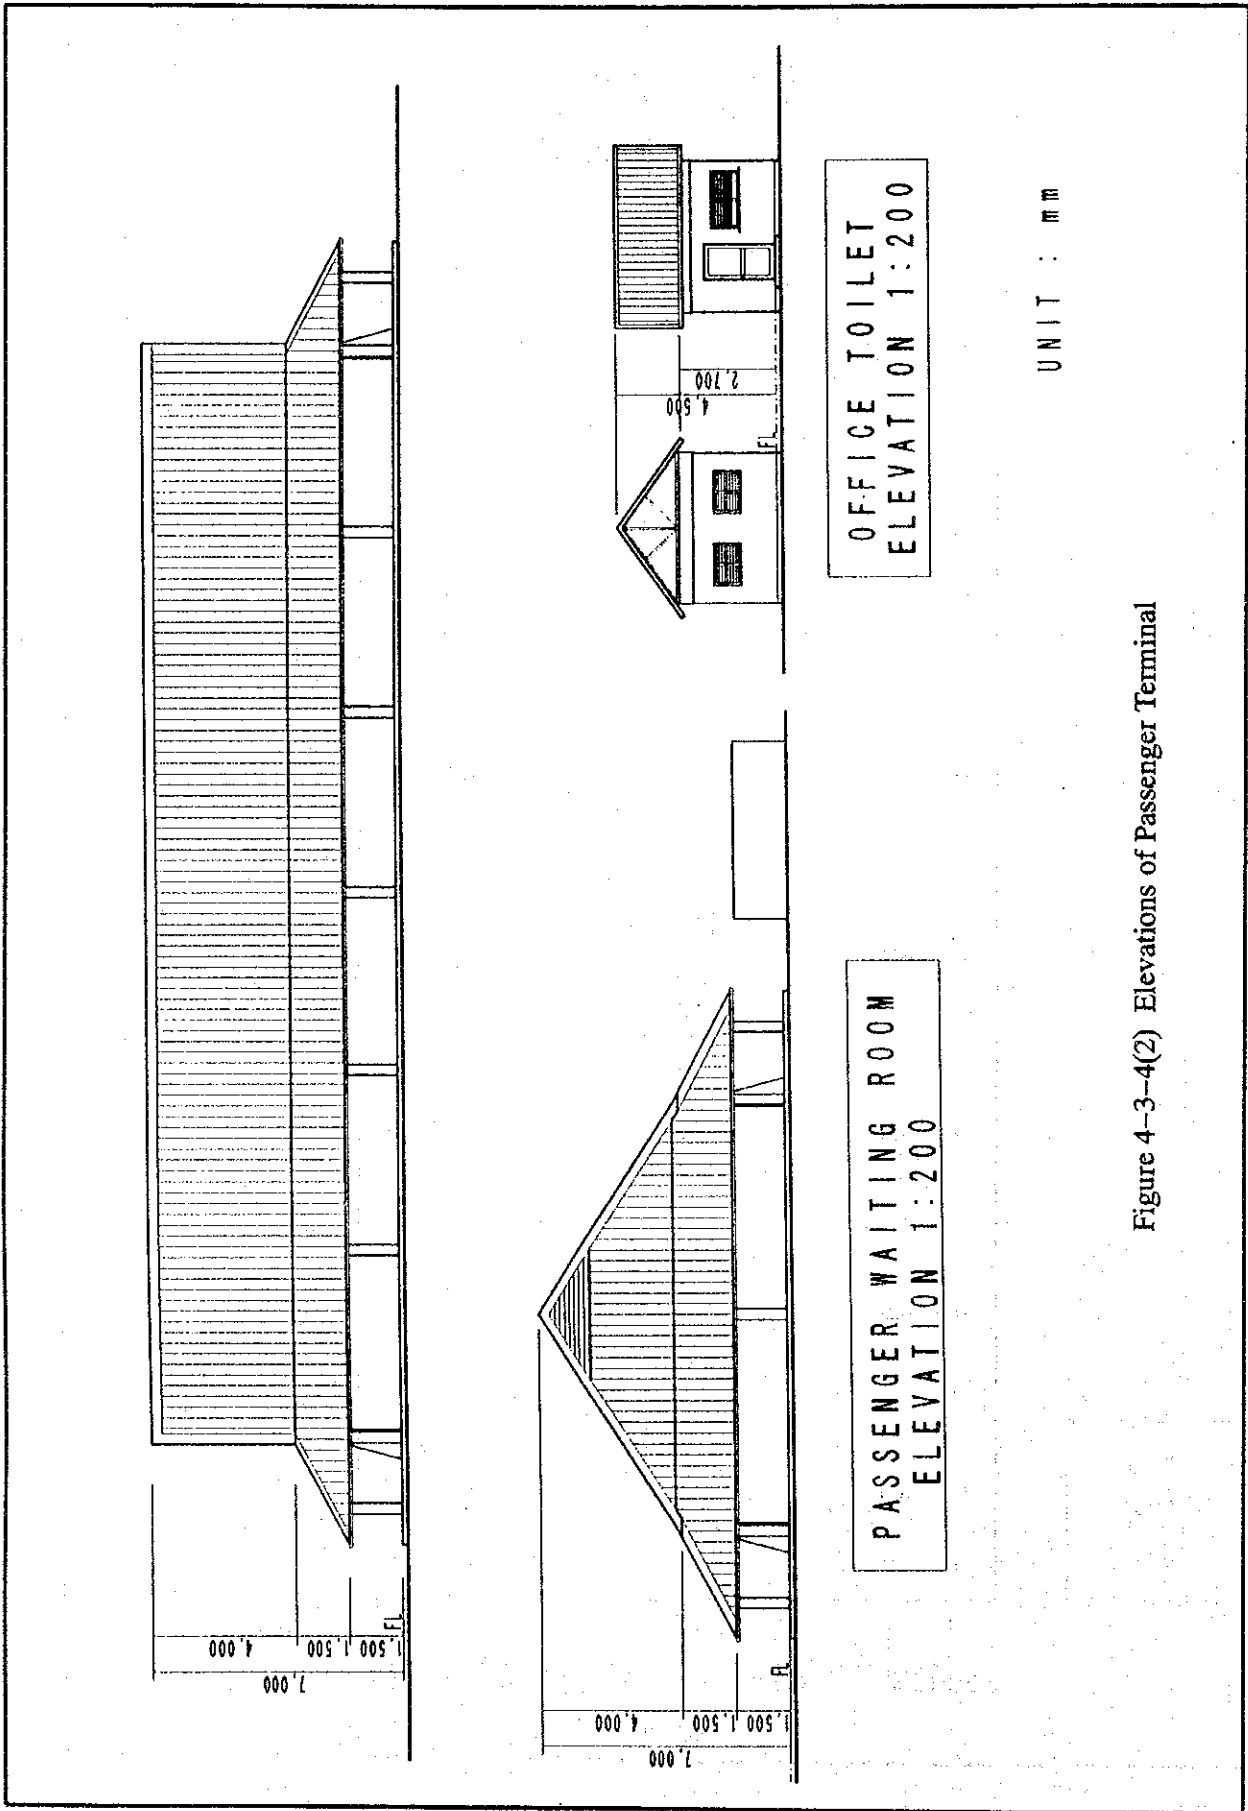 7,000
4,000
1,500
1,500
FL
7,000
4,000
1,500
1,500
FL
PASSENGER WAITING ROOM
ELEVATION 1:200
4,500
2,700
FL
OFFICE TOILET
ELEVATION 1:200
UNIT : mm
Figure 4-3-4(2) Elevations of Passenger Terminal